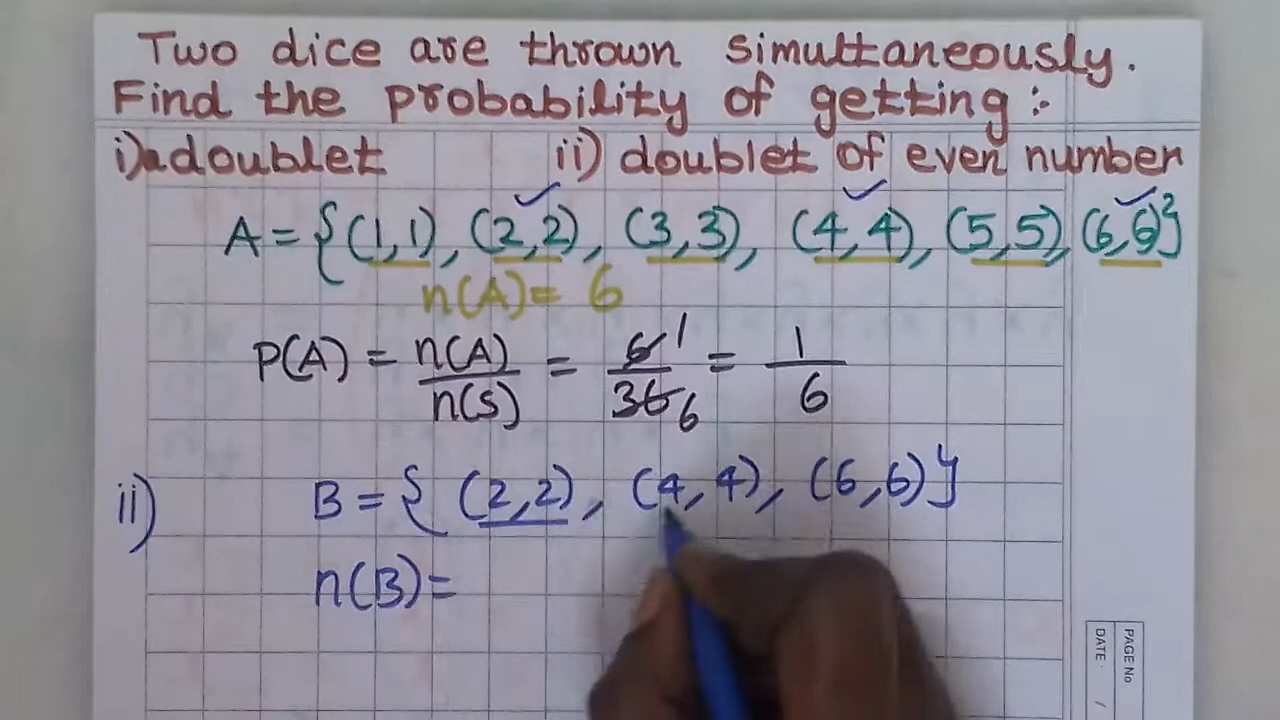 Two dice are thrown simultaneously.
Find the probability of getting :-
i) a doublet ii) doublet of even number
A = {(1,1), (2,2), (3,3), (4,4), (5,5), (6,6)}
n(A) = 6
P(A) = n(A)/n(S) = 6 1/36 6 = 1/6
ii) B = { (2,2), (4,4), (6,6)}
n(B) =
PAGE No
DATE : /